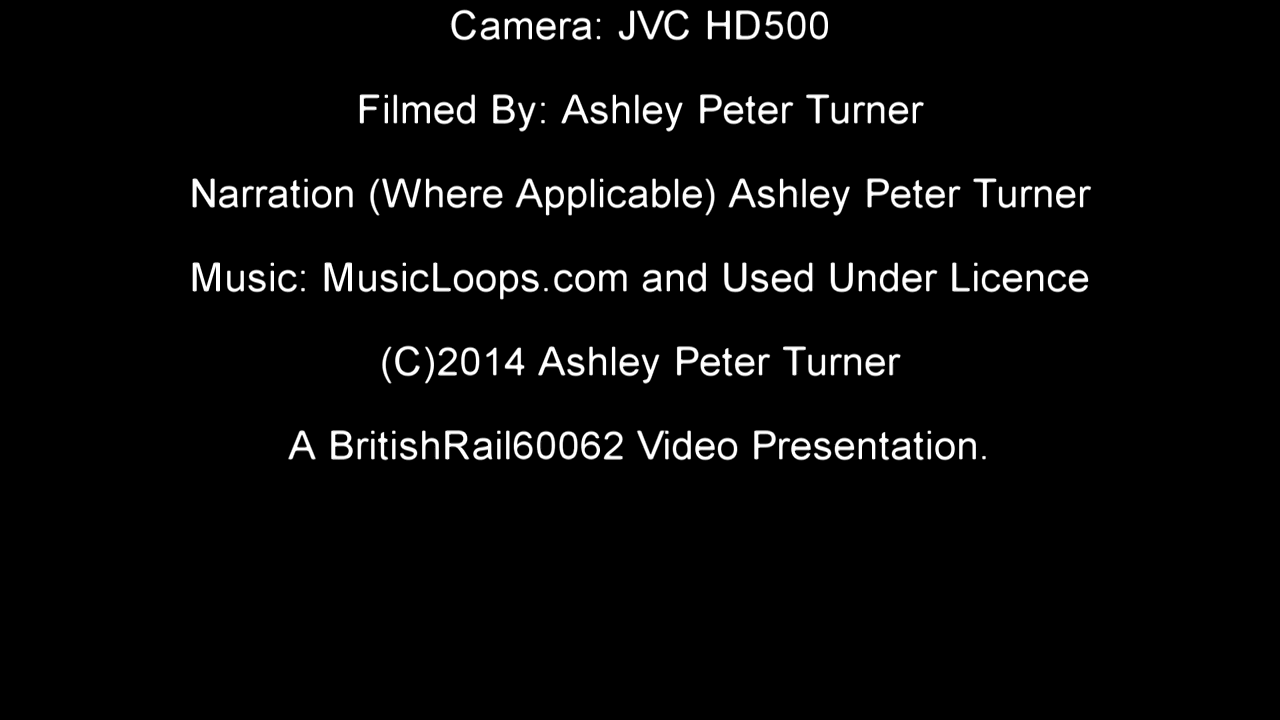 Camera: JVC HD500
Filmed By: Ashley Peter Turner
Narration (Where Applicable) Ashley Peter Turner
Music: MusicLoops.com and Used Under Licence
(C)2014 Ashley Peter Turner
A BritishRail60062 Video Presentation.